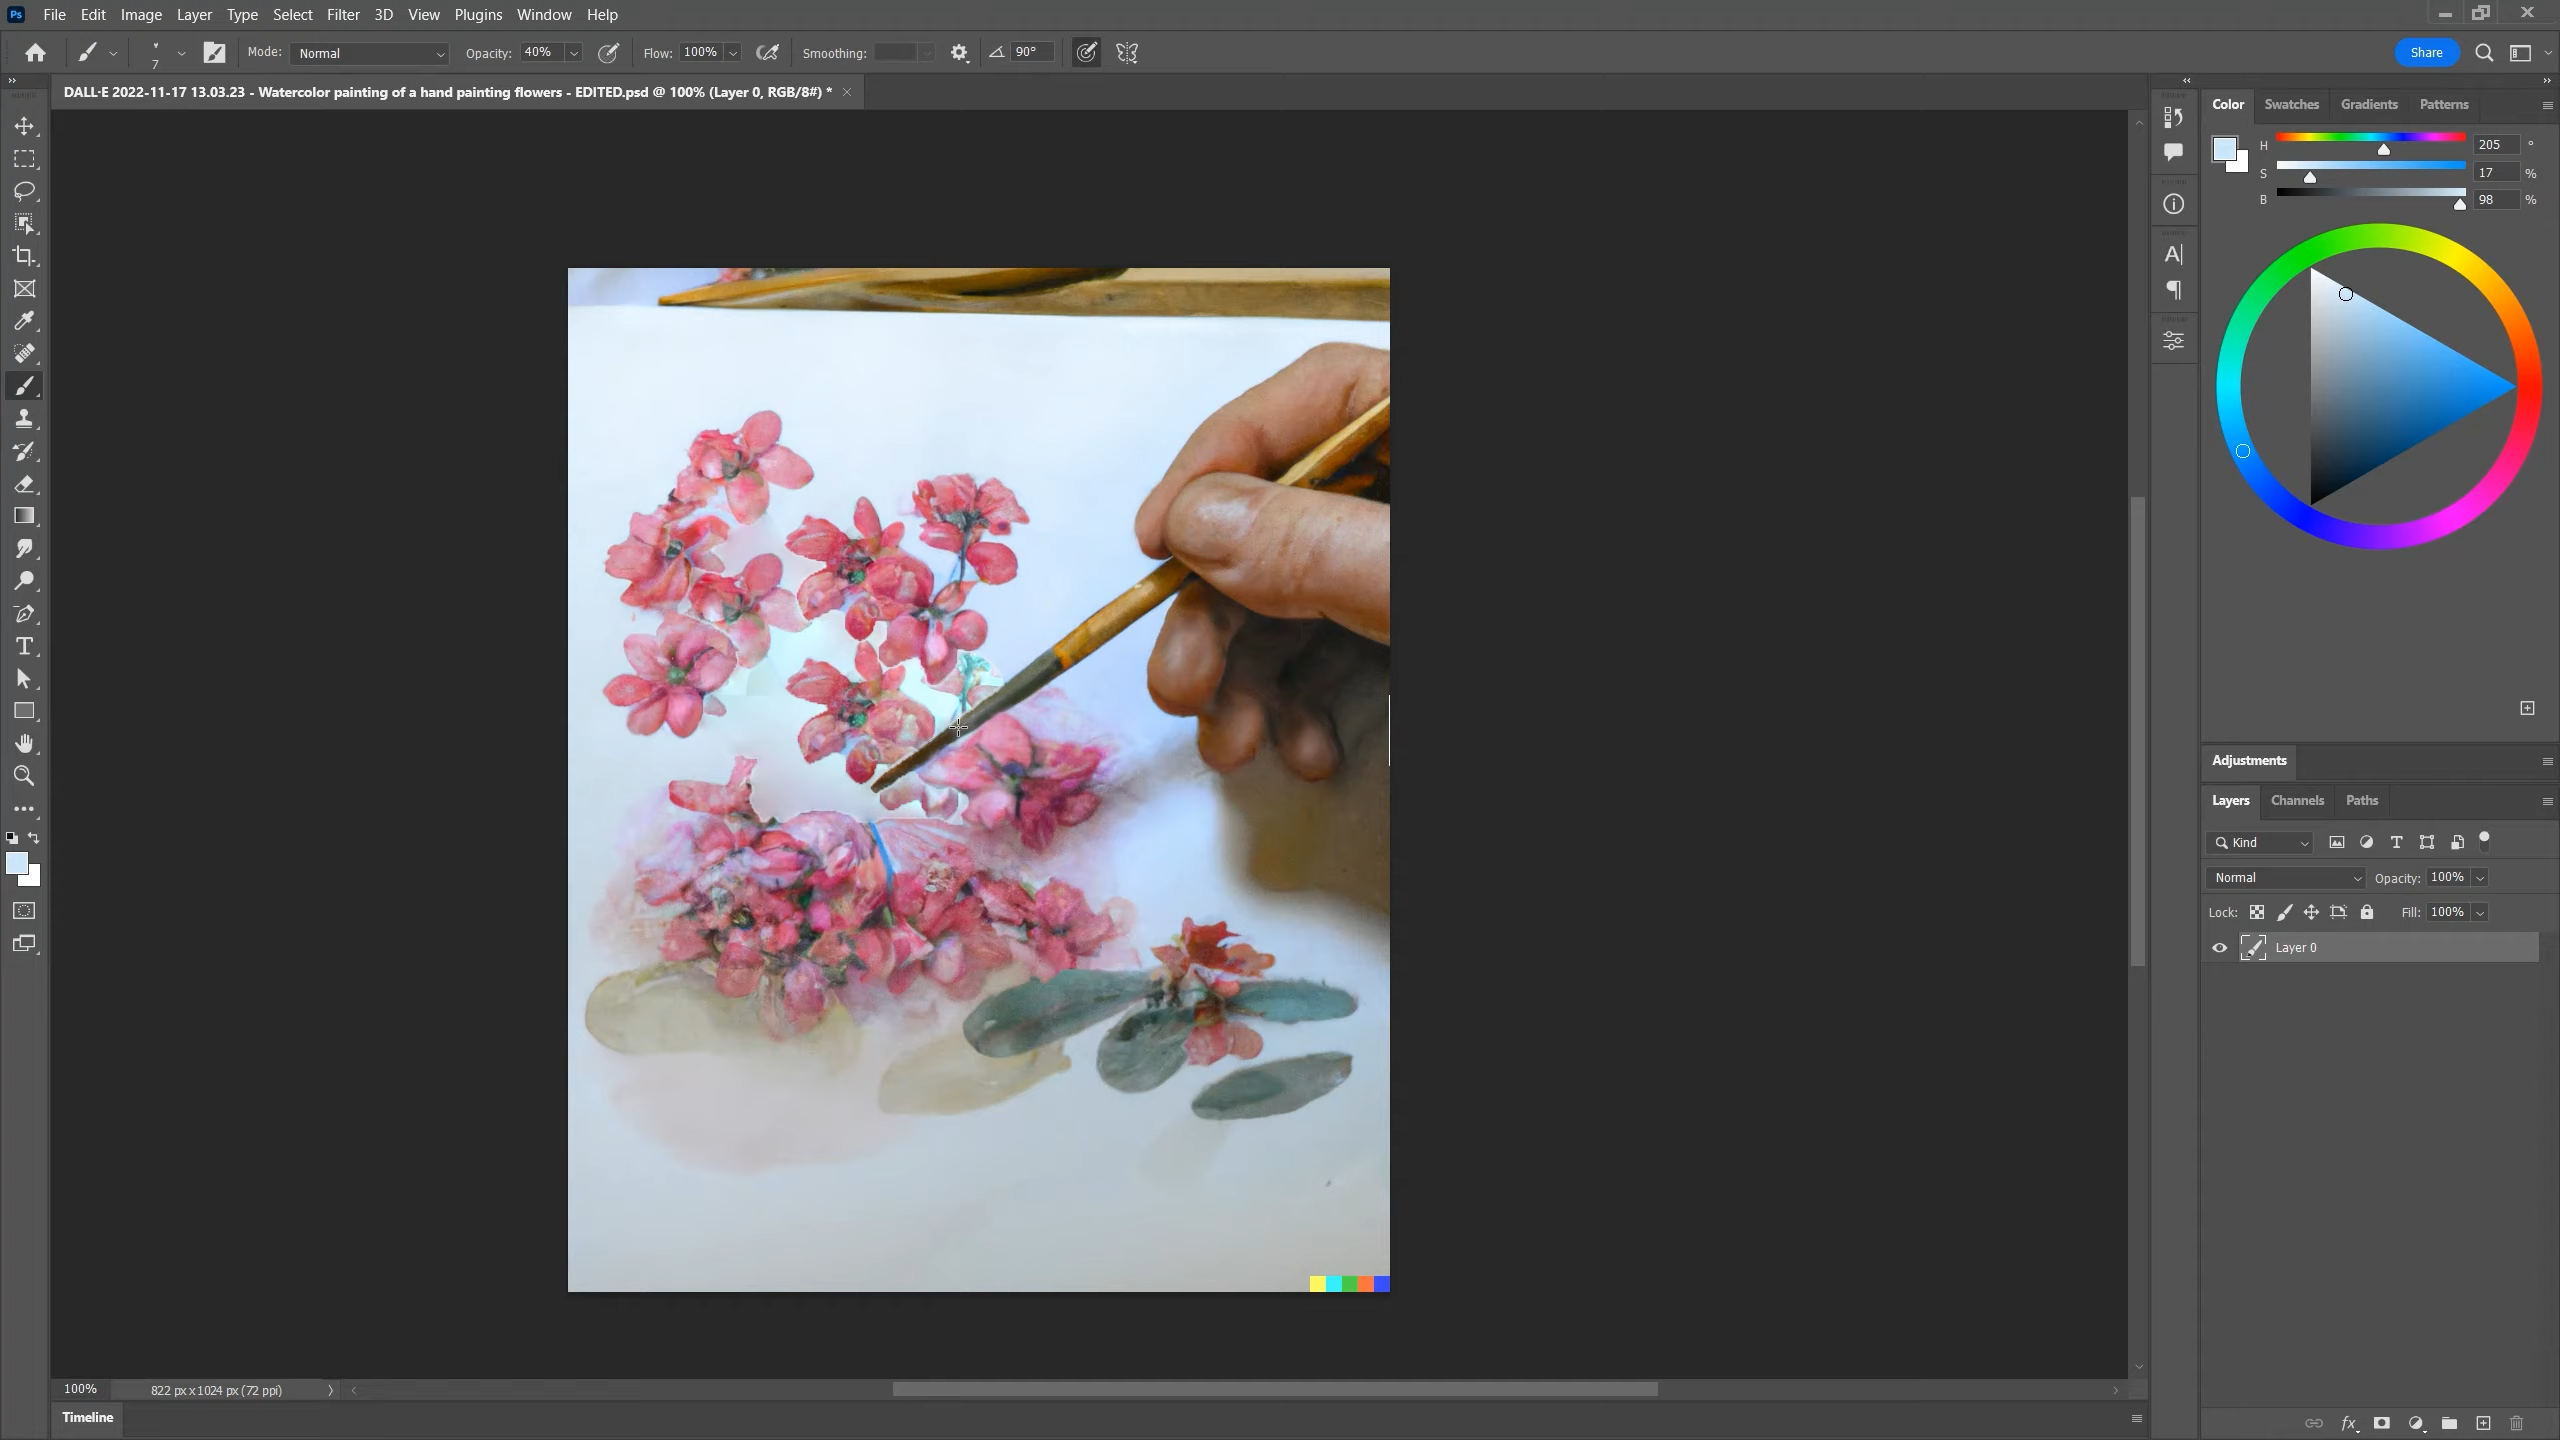 Ps File Edit Image Layer Type Select Filter 3D View Plugins Window Help
7 Mode: Normal Opacity: 40% Flow: 100% Smoothing: 90° Share
DALL·E 2022-11-17 13.03.23 - Watercolor painting of a hand painting flowers - EDITED.psd @ 100% (Layer 0, RGB/8#) *
Color Swatches Gradients Patterns
H 205 °
S 17 %
B 98 %
Adjustments
Layers Channels Paths
Kind
Normal Opacity: 100%
Lock: Fill: 100%
Layer 0
100% 822 px x 1024 px (72 ppi)
Timeline
fx